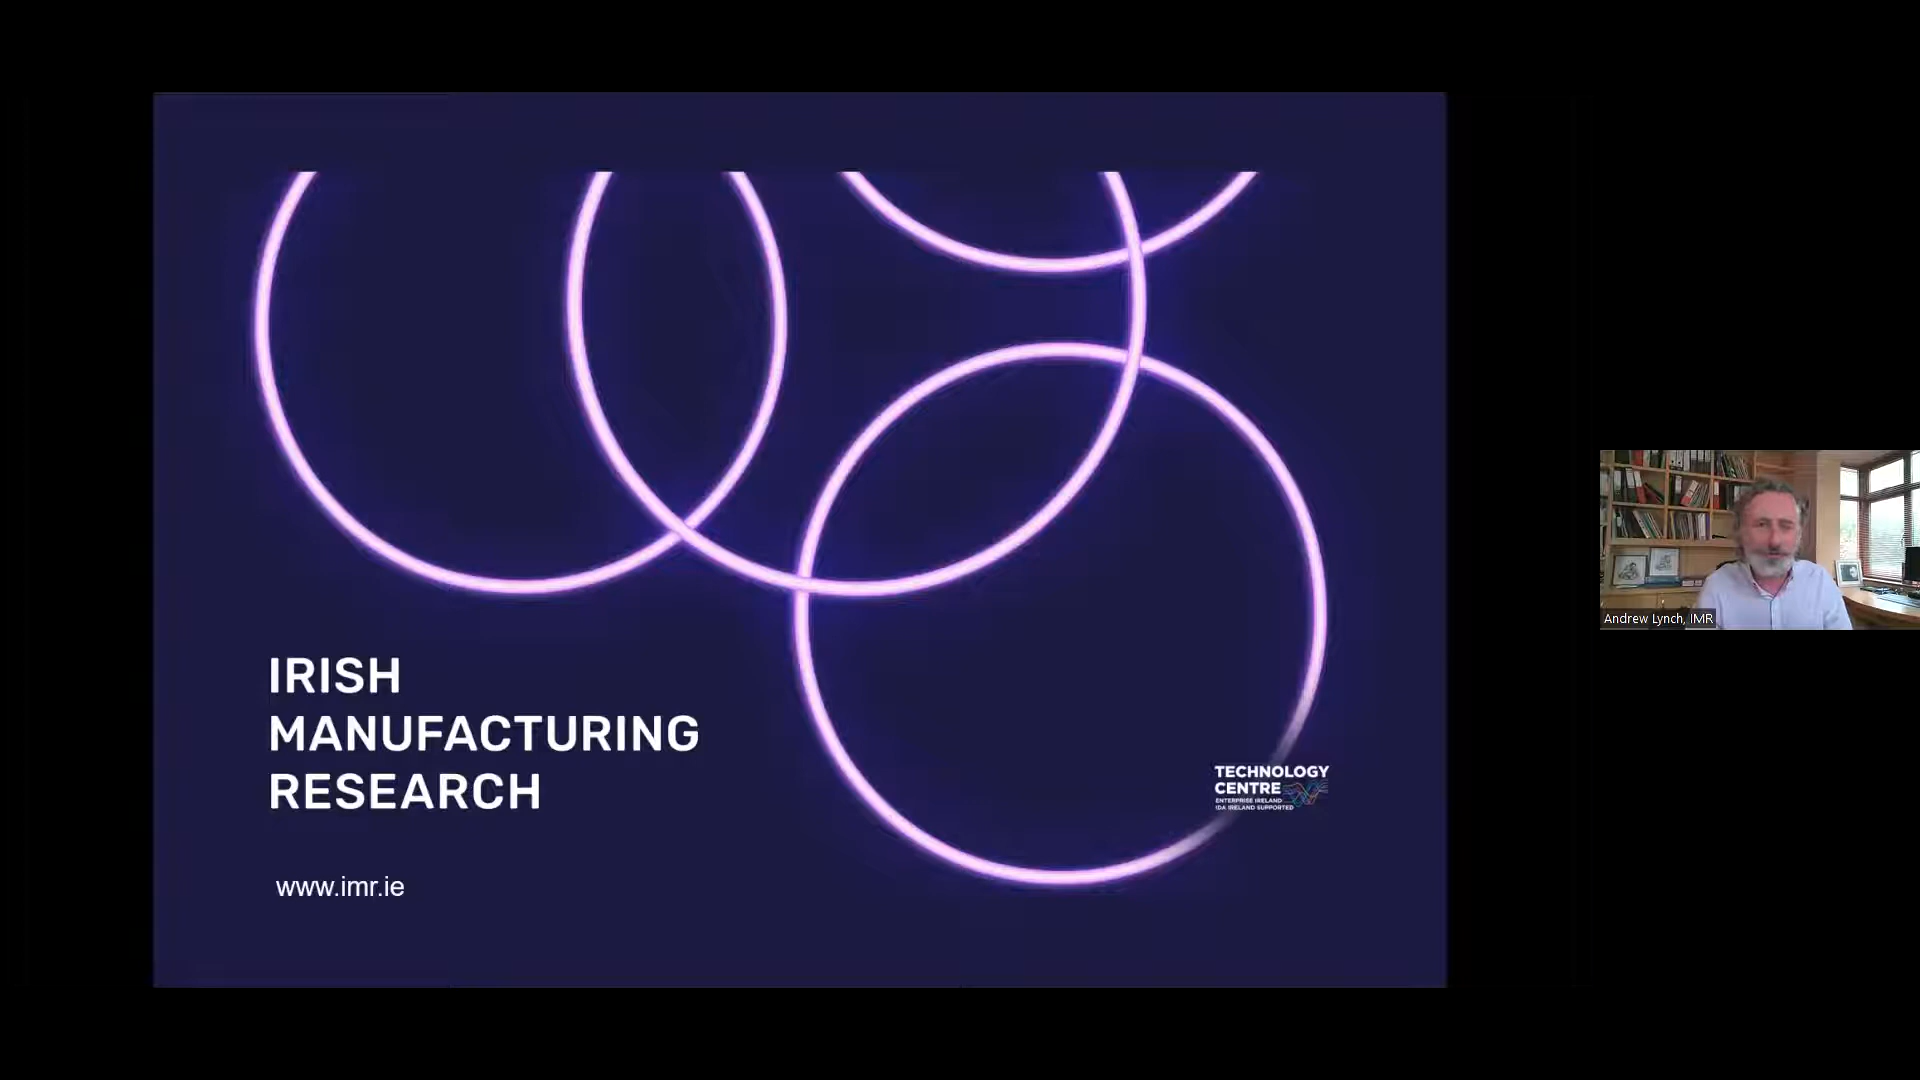 IRISH
MANUFACTURING
RESEARCH
www.imr.ie
TECHNOLOGY
CENTRE
ENTERPRISE IRELAND
IDA IRELAND SUPPORTED
Andrew Lynch, IMR